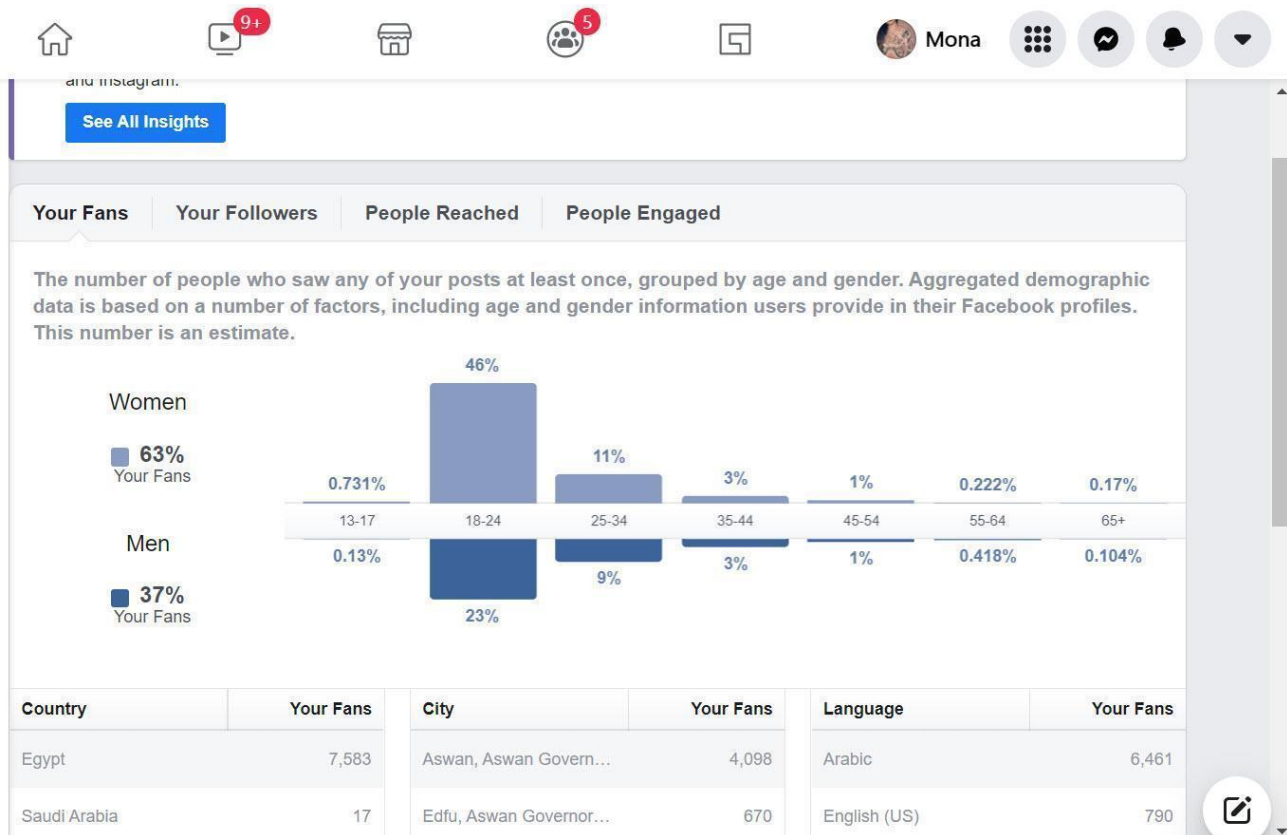 9+
5
Mona
and Instagram.
See All Insights
Your Fans
Your Followers
People Reached
People Engaged
The number of people who saw any of your posts at least once, grouped by age and gender. Aggregated demographic
data is based on a number of factors, including age and gender information users provide in their Facebook profiles.
This number is an estimate.
Women
63%
Your Fans
0.731% 46% 11% 3% 1% 0.222% 0.17%
13-17 18-24 25-34 35-44 45-54 55-64 65+
Men
37%
Your Fans
0.13% 23% 9% 3% 1% 0.418% 0.104%
Country Your Fans City Your Fans Language Your Fans
Egypt 7,583 Aswan, Aswan Govern... 4,098 Arabic 6,461
Saudi Arabia 17 Edfu, Aswan Governor... 670 English (US) 790